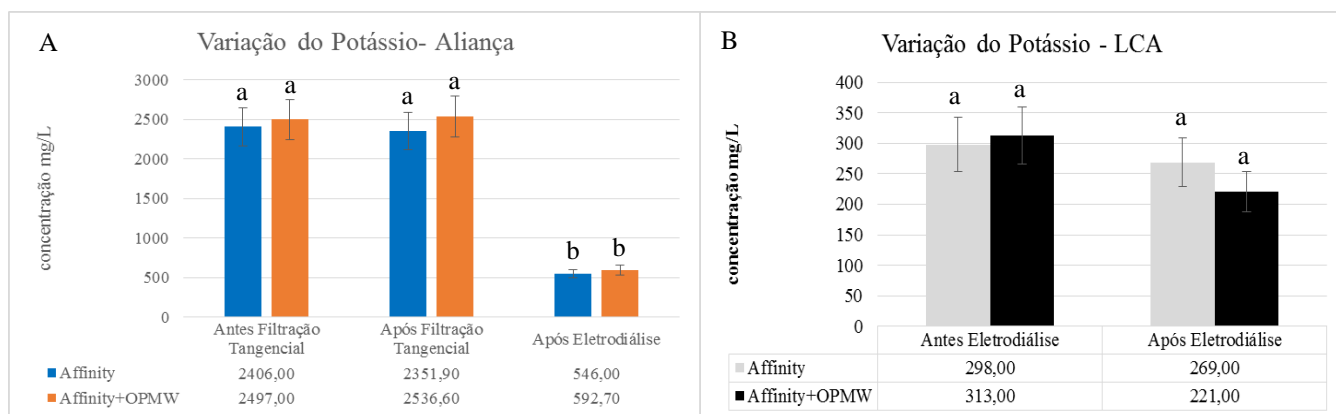 A
Variação do Potássio- Aliança
concentração mg/L
3000
2500
2000
1500
1000
500
0
a a a a b b
Antes Filtração Tangencial
Após Filtração Tangencial
Após Eletrodiálise
Affinity 2406,00 2351,90 546,00
Affinity+OPMW 2497,00 2536,60 592,70
B
Variação do Potássio - LCA
concentração mg/L
400
350
300
250
200
150
100
50
0
a a a a
Antes Eletrodiálise Após Eletrodiálise
Affinity 298,00 269,00
Affinity+OPMW 313,00 221,00